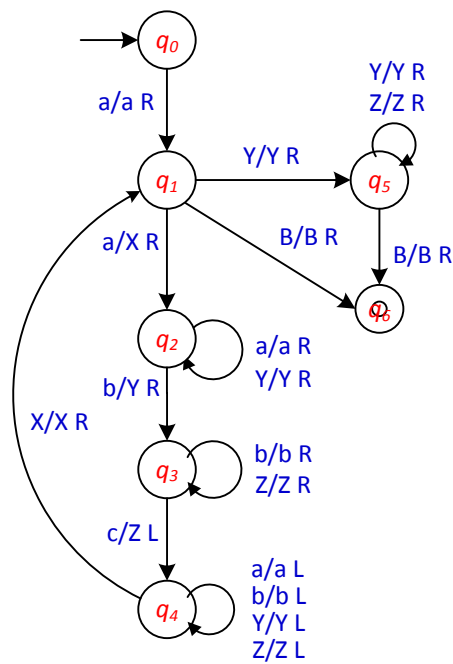 q0
a/a R
Y/Y R
Z/Z R
Y/Y R
q1
q5
a/X R
B/B R
B/B R
q6
q2
a/a R
Y/Y R
b/Y R
X/X R
q3
b/b R
Z/Z R
c/Z L
q4
a/a L
b/b L
Y/Y L
Z/Z L